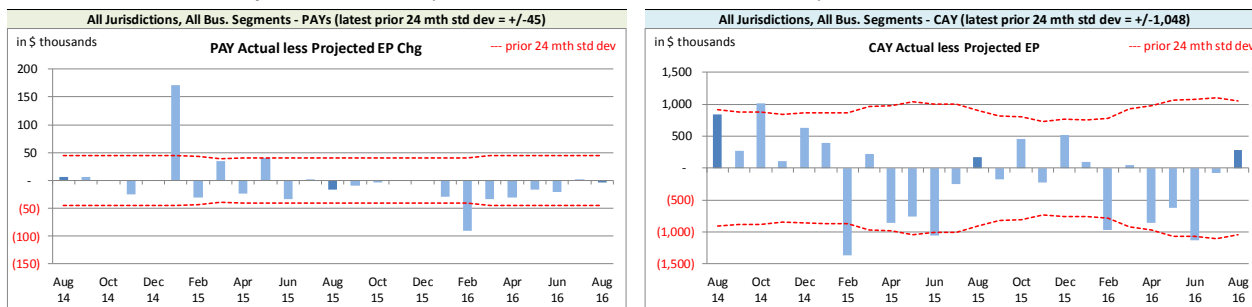 All Jurisdictions, All Bus. Segments - PAYs (latest prior 24 mth std dev = +/-45)
in $ thousands
PAY Actual less Projected EP Chg
--- prior 24 mth std dev
200
150
100
50
-
(50)
(100)
(150)
Aug Oct Dec Feb Apr Jun Aug Oct Dec Feb Apr Jun Aug
14 14 14 15 15 15 15 15 15 16 16 16 16
All Jurisdictions, All Bus. Segments - CAY (latest prior 24 mth std dev = +/-1,048)
in $ thousands
CAY Actual less Projected EP
--- prior 24 mth std dev
1,500
1,000
500
-
(500)
(1,000)
(1,500)
Aug Oct Dec Feb Apr Jun Aug Oct Dec Feb Apr Jun Aug
14 14 14 15 15 15 15 15 15 16 16 16 16